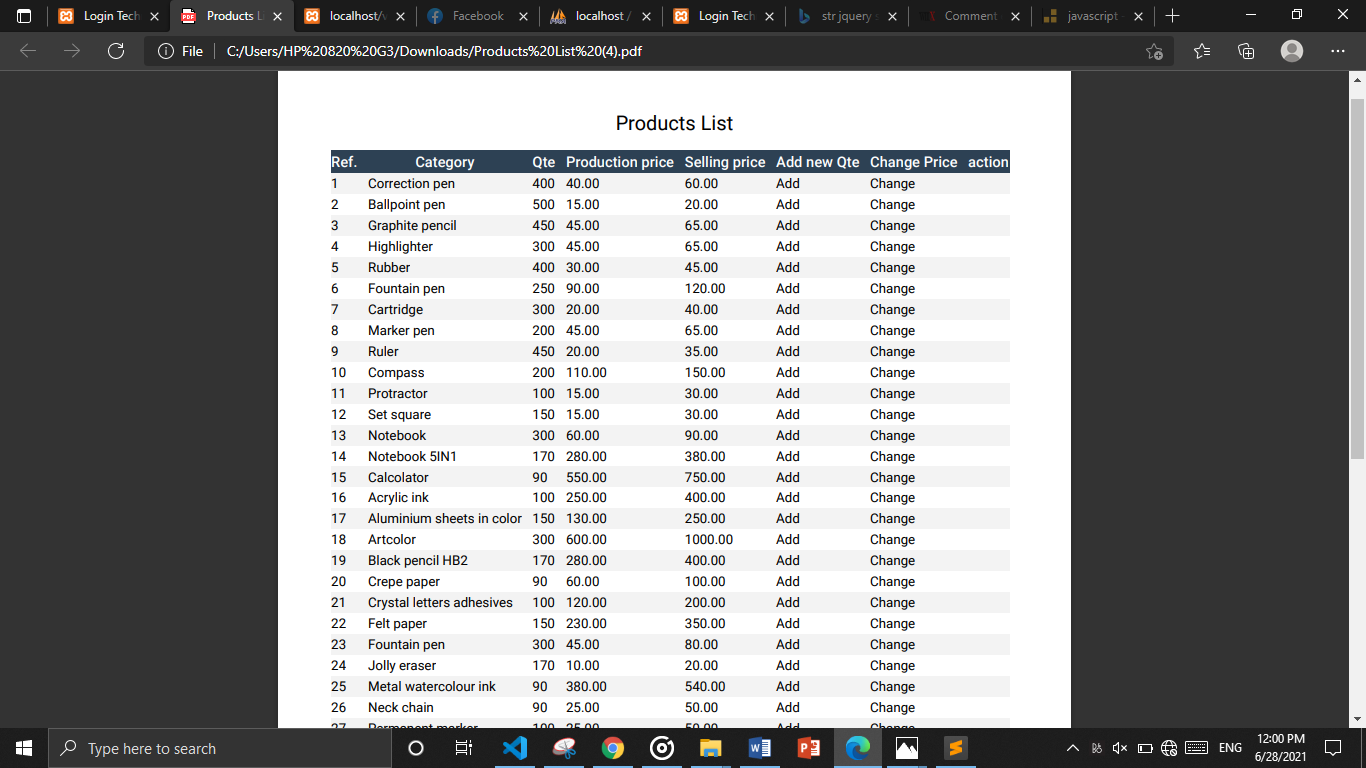 Login Tech
Products L
localhost/v
Facebook
localhost /
Login Tech
str jquery s
Comment
javascript
File C:/Users/HP%20820%20G3/Downloads/Products%20List%20(4).pdf
Products List
Ref. Category Qte Production price Selling price Add new Qte Change Price action
1 Correction pen 400 40.00 60.00 Add Change
2 Ballpoint pen 500 15.00 20.00 Add Change
3 Graphite pencil 450 45.00 65.00 Add Change
4 Highlighter 300 45.00 65.00 Add Change
5 Rubber 400 30.00 45.00 Add Change
6 Fountain pen 250 90.00 120.00 Add Change
7 Cartridge 300 20.00 40.00 Add Change
8 Marker pen 200 45.00 65.00 Add Change
9 Ruler 450 20.00 35.00 Add Change
10 Compass 200 110.00 150.00 Add Change
11 Protractor 100 15.00 30.00 Add Change
12 Set square 150 15.00 30.00 Add Change
13 Notebook 300 60.00 90.00 Add Change
14 Notebook 5IN1 170 280.00 380.00 Add Change
15 Calcolator 90 550.00 750.00 Add Change
16 Acrylic ink 100 250.00 400.00 Add Change
17 Aluminium sheets in color 150 130.00 250.00 Add Change
18 Artcolor 300 600.00 1000.00 Add Change
19 Black pencil HB2 170 280.00 400.00 Add Change
20 Crepe paper 90 60.00 100.00 Add Change
21 Crystal letters adhesives 100 120.00 200.00 Add Change
22 Felt paper 150 230.00 350.00 Add Change
23 Fountain pen 300 45.00 80.00 Add Change
24 Jolly eraser 170 10.00 20.00 Add Change
25 Metal watercolour ink 90 380.00 540.00 Add Change
26 Neck chain 90 25.00 50.00 Add Change
27 Permanent marker 100 25.00 50.00 Add Change
Type here to search
ENG
12:00 PM
6/28/2021